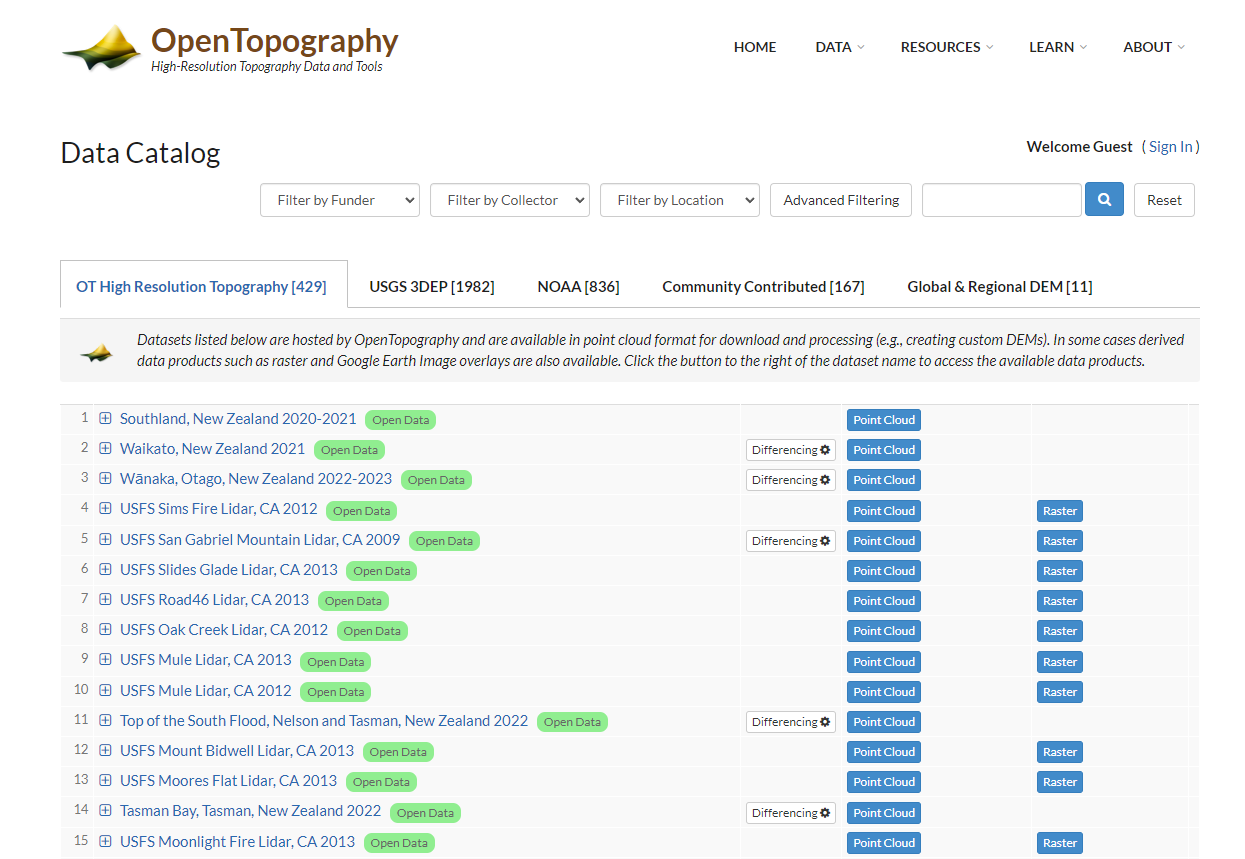 OpenTopography
High-Resolution Topography Data and Tools
HOME DATA RESOURCES LEARN ABOUT
Data Catalog
Welcome Guest ( Sign In )
Filter by Funder Filter by Collector Filter by Location Advanced Filtering Reset
OT High Resolution Topography [429] USGS 3DEP [1982] NOAA [836] Community Contributed [167] Global & Regional DEM [11]
Datasets listed below are hosted by OpenTopography and are available in point cloud format for download and processing (e.g., creating custom DEMs). In some cases derived
data products such as raster and Google Earth Image overlays are also available. Click the button to the right of the dataset name to access the available data products.
1 Southland, New Zealand 2020-2021 Open Data Point Cloud
2 Waikato, New Zealand 2021 Open Data Differencing Point Cloud
3 Wānaka, Otago, New Zealand 2022-2023 Open Data Differencing Point Cloud
4 USFS Sims Fire Lidar, CA 2012 Open Data Point Cloud Raster
5 USFS San Gabriel Mountain Lidar, CA 2009 Open Data Differencing Point Cloud Raster
6 USFS Slides Glade Lidar, CA 2013 Open Data Point Cloud Raster
7 USFS Road46 Lidar, CA 2013 Open Data Point Cloud Raster
8 USFS Oak Creek Lidar, CA 2012 Open Data Point Cloud Raster
9 USFS Mule Lidar, CA 2013 Open Data Point Cloud Raster
10 USFS Mule Lidar, CA 2012 Open Data Point Cloud Raster
11 Top of the South Flood, Nelson and Tasman, New Zealand 2022 Open Data Differencing Point Cloud
12 USFS Mount Bidwell Lidar, CA 2013 Open Data Point Cloud Raster
13 USFS Moores Flat Lidar, CA 2013 Open Data Point Cloud Raster
14 Tasman Bay, Tasman, New Zealand 2022 Open Data Differencing Point Cloud
15 USFS Moonlight Fire Lidar, CA 2013 Open Data Point Cloud Raster